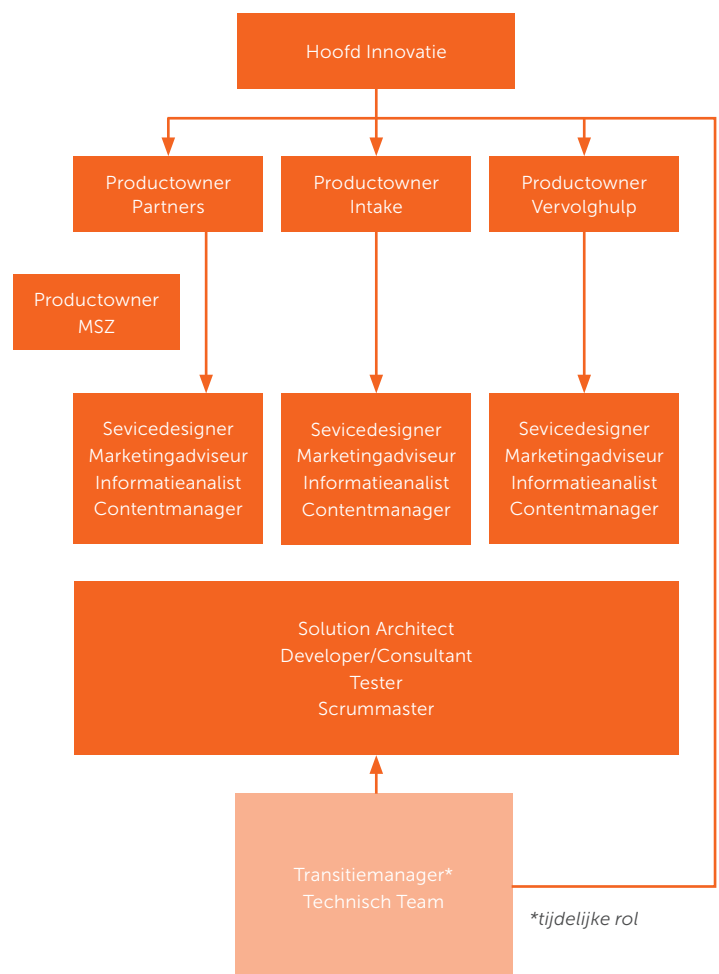 Hoofd Innovatie
Productowner
Partners
Productowner
Intake
Productowner
Vervolghulp
Productowner
MSZ
Sevicedesigner
Marketingadviseur
Informatieanalist
Contentmanager
Sevicedesigner
Marketingadviseur
Informatieanalist
Contentmanager
Sevicedesigner
Marketingadviseur
Informatieanalist
Contentmanager
Solution Architect
Developer/Consultant
Tester
Scrummaster
Transitiemanager*
Technisch Team
*tijdelijke rol